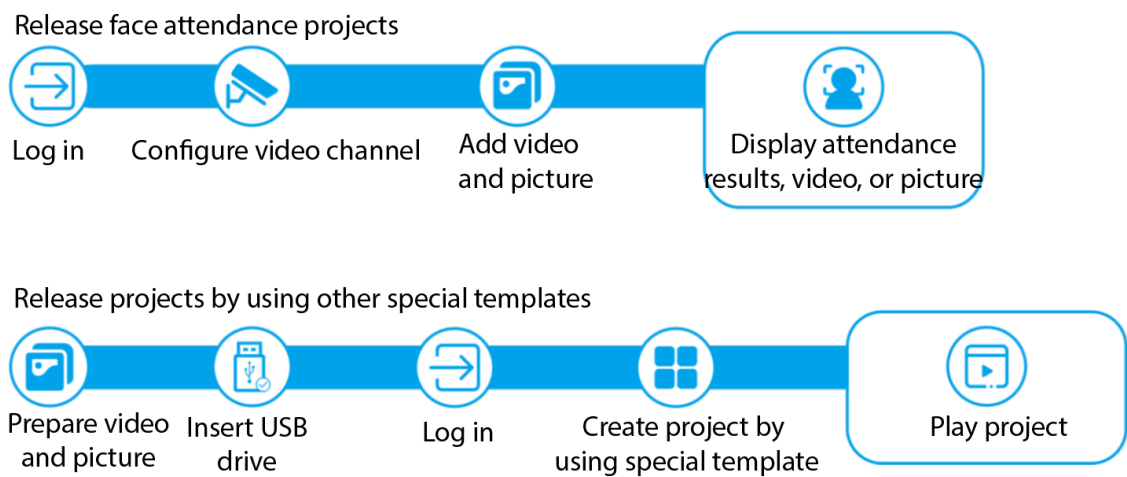 Release face attendance projects
Log in
Configure video channel
Add video
and picture
Display attendance
results, video, or picture
Release projects by using other special templates
Prepare video
and picture
Insert USB
drive
Log in
Create project by
using special template
Play project